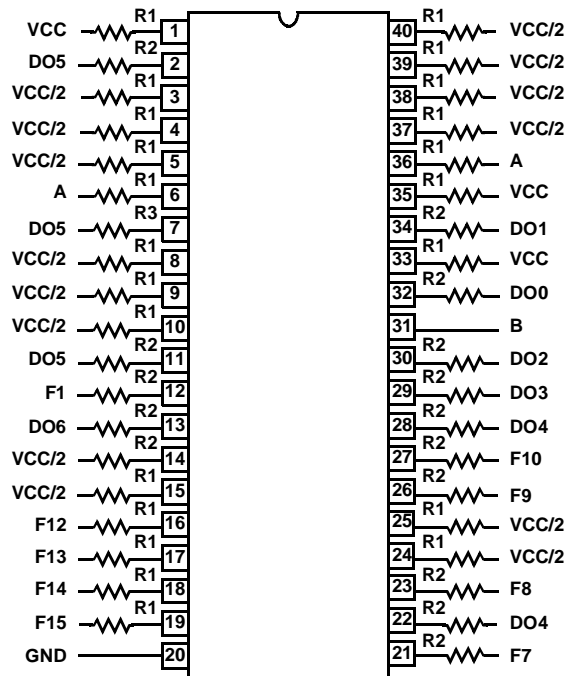 VCC R1 1 40 R1 VCC/2
DO5 R2 2 39 R1 VCC/2
VCC/2 R1 3 38 R1 VCC/2
VCC/2 R1 4 37 R1 VCC/2
VCC/2 R1 5 36 R1 A
A R1 6 35 R1 VCC
DO5 R3 7 34 R2 DO1
VCC/2 R1 8 33 R1 VCC
VCC/2 R1 9 32 R2 DO0
VCC/2 R1 10 31 B
DO5 R2 11 30 R2 DO2
F1 R2 12 29 R2 DO3
DO6 R2 13 28 R2 DO4
VCC/2 R2 14 27 R2 F10
VCC/2 R1 15 26 R2 F9
F12 R1 16 25 R1 VCC/2
F13 R1 17 24 R1 VCC/2
F14 R1 18 23 R2 F8
F15 R1 19 22 R2 DO4
GND 20 21 R2 F7